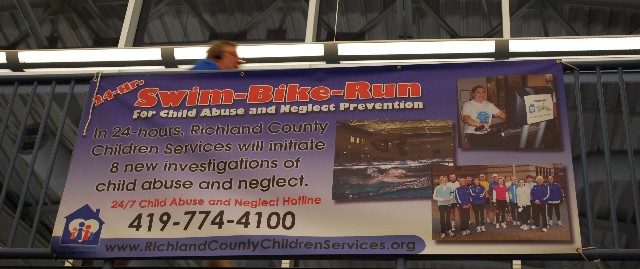 24-Hr.
Swim-Bike-Run
For Child Abuse and Neglect Prevention
In 24-hours, Richland County
Children Services will initiate
8 new investigations of
child abuse and neglect.
24/7 Child Abuse and Neglect Hotline
419-774-4100
www.RichlandCountyChildrenServices.org